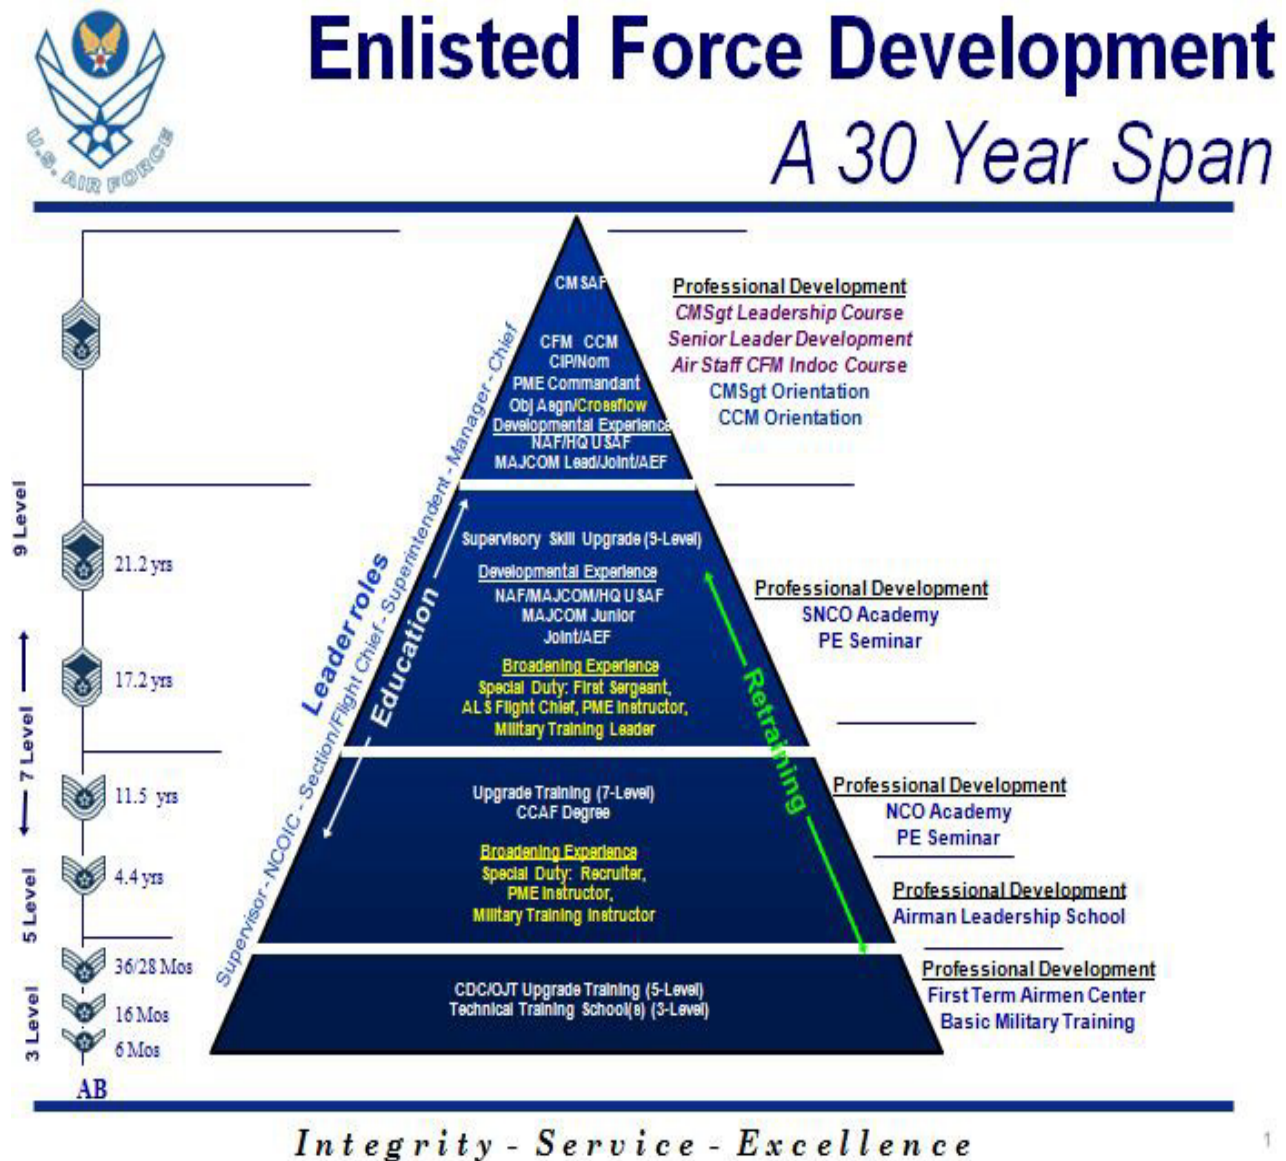 U.S. AIR FORCE
Enlisted Force Development
A 30 Year Span
CMSAF
CFM CCM
CIP/Nom
PME Commandant
Obj Asgn/Crossflow
Developmental Experience
NAF/HQ USAF
MAJCOM Lead/Joint/AEF
Professional Development
CMSgt Leadership Course
Senior Leader Development
Air Staff CFM Indoc Course
CMSgt Orientation
CCM Orientation
9 Level
21.2 yrs
17.2 yrs
7 Level
11.5 yrs
5 Level
4.4 yrs
36/28 Mos
3 Level
16 Mos
6 Mos
AB
Leader roles
Supervisor - NCOIC - Section/Flight Chief - Superintendent - Manager - Chief
Education
Supervisory Skill Upgrade (9-Level)
Developmental Experience
NAF/MAJCOM/HQ USAF
MAJCOM Junior
Joint/AEF
Broadening Experience
Special Duty: First Sergeant,
ALS Flight Chief, PME Instructor,
Military Training Leader
Retraining
Professional Development
SNCO Academy
PE Seminar
Upgrade Training (7-Level)
CCAF Degree
Broadening Experience
Special Duty: Recruiter,
PME Instructor,
Military Training Instructor
Professional Development
NCO Academy
PE Seminar
Professional Development
Airman Leadership School
CDC/OJT Upgrade Training (5-Level)
Technical Training School(s) (3-Level)
Professional Development
First Term Airmen Center
Basic Military Training
Integrity - Service - Excellence
1